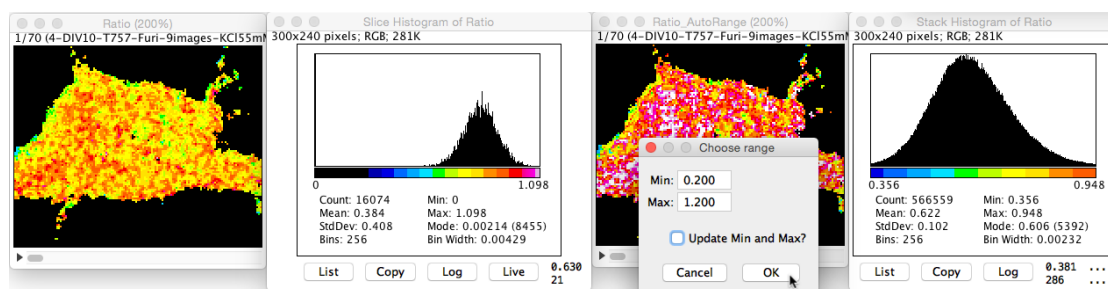 Ratio (200%)
1/70 (4-DIV10-T757-Furi-9images-KCl55mM
Slice Histogram of Ratio
300x240 pixels; RGB; 281K
0
1.098
Count: 16074
Min: 0
Mean: 0.384
Max: 1.098
StdDev: 0.408
Mode: 0.00214 (8455)
Bins: 256
Bin Width: 0.00429
List
Copy
Log
Live
0.630
21
Ratio_AutoRange (200%)
1/70 (4-DIV10-T757-Furi-9images-KCl55mM
Choose range
Min: 0.200
Max: 1.200
Update Min and Max?
Cancel
OK
Stack Histogram of Ratio
300x240 pixels; RGB; 281K
0.356
0.948
Count: 566559
Min: 0.356
Mean: 0.622
Max: 0.948
StdDev: 0.102
Mode: 0.606 (5392)
Bins: 256
Bin Width: 0.00232
List
Copy
Log
0.381 ...
286 ...